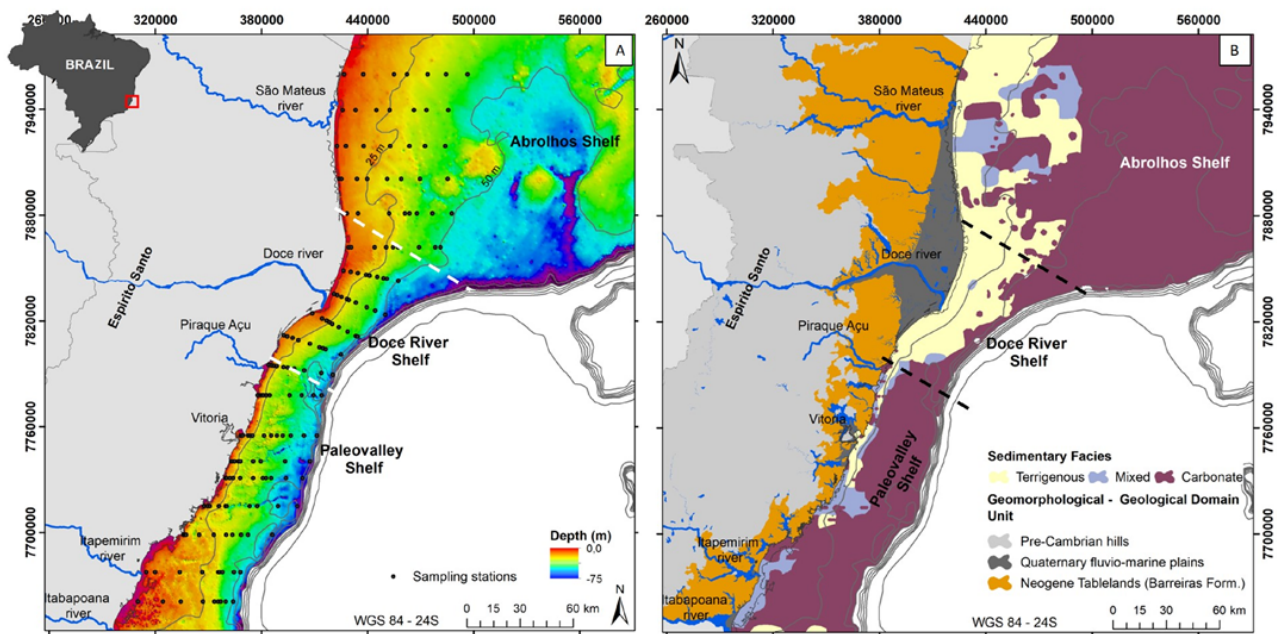 260000 320000 380000 440000 500000 560000
A
BRAZIL
São Mateus
river
Abrolhos Shelf
25 m
50 m
Doce river
Espirito Santo
Piraque Açu
Doce River
Shelf
Vitoria
Paleovalley
Shelf
Itapemirim
river
Itabapoana
river
Depth (m)
0,0
-75
Sampling stations
N
0 15 30 60 km
WGS 84 - 24S
7940000
7880000
7820000
7760000
7700000
260000 320000 380000 440000 500000 560000
B
N
São Mateus
river
Abrolhos Shelf
Doce river
Espirito Santo
Piraque Açu
Doce River
Shelf
Vitoria
Paleovalley
Shelf
Itapemirim
river
Itabapoana
river
Sedimentary Facies
Terrigenous Mixed Carbonate
Geomorphological - Geological Domain
Unit
Pre-Cambrian hills
Quaternary fluvio-marine plains
Neogene Tablelands (Barreiras Form.)
0 15 30 60 km
WGS 84 - 24S
7940000
7880000
7820000
7760000
7700000